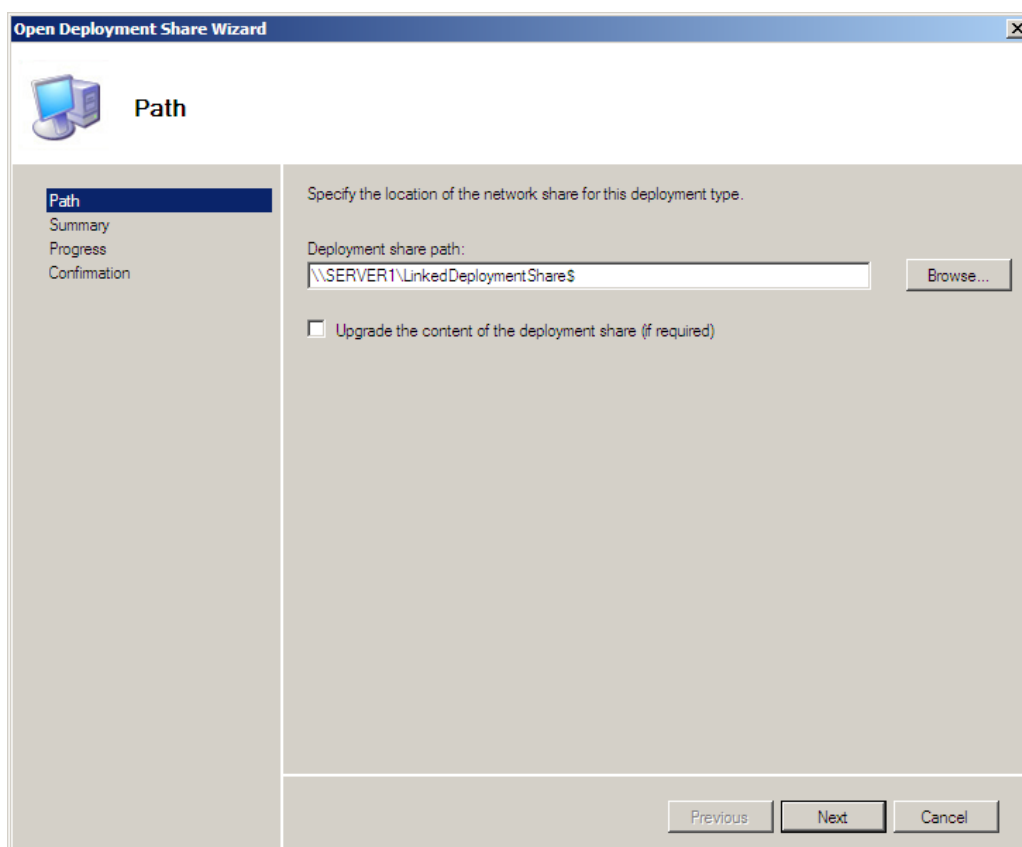 Open Deployment Share Wizard
Path
Path
Summary
Progress
Confirmation
Specify the location of the network share for this deployment type.
Deployment share path:
\\SERVER1\LinkedDeploymentShare$
Browse...
Upgrade the content of the deployment share (if required)
Previous
Next
Cancel